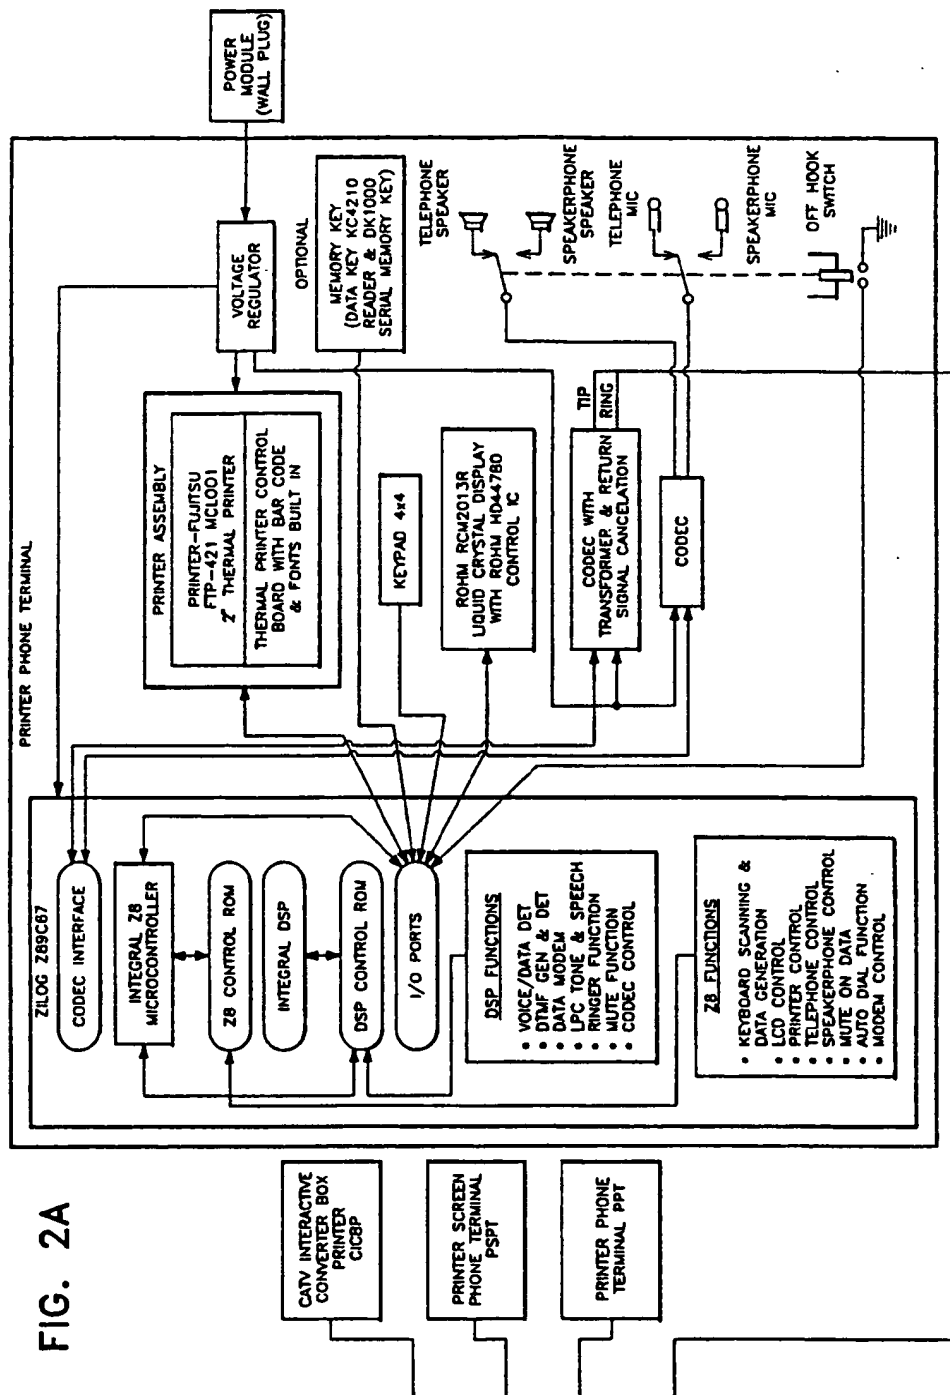 FIG. 2A
PRINTER PHONE TERMINAL
POWER
MODULE
(WALL PLUG)
VOLTAGE
REGULATOR
OPTIONAL
MEMORY KEY
(DATA KEY KC4210
READER & DK1000
SERIAL MEMORY KEY)
PRINTER ASSEMBLY
PRINTER-FUJITSU
FTP-421 MCL001
2" THERMAL PRINTER
THERMAL PRINTER CONTROL
BOARD WITH BAR CODE
& FONTS BUILT IN
KEYPAD 4x4
ROHM RCM2013R
LIQUID CRYSTAL DISPLAY
WITH ROHM HD44780
CONTROL IC
TIP
RING
CODEC WITH
TRANSFORMER & RETURN
SIGNAL CANCELATION
CODEC
TELEPHONE
SPEAKER
SPEAKERPHONE
SPEAKER
TELEPHONE
MIC
SPEAKERPHONE
MIC
OFF HOOK
SWITCH
ZILOG Z89C67
CODEC INTERFACE
INTEGRAL Z8
MICROCONTROLLER
Z8 CONTROL ROM
INTEGRAL DSP
DSP CONTROL ROM
I/O PORTS
DSP FUNCTIONS
• VOICE/DATA DET
• DTMF GEN & DET
• DATA MODEM
• LPC TONE & SPEECH
• RINGER FUNCTION
• MUTE FUNCTION
• CODEC CONTROL
Z8 FUNCTIONS
• KEYBOARD SCANNING &
DATA GENERATION
• LCD CONTROL
• PRINTER CONTROL
• TELEPHONE CONTROL
• SPEAKERPHONE CONTROL
• MUTE ON DATA
• AUTO DIAL FUNCTION
• MODEM CONTROL
CATV INTERACTIVE
CONVERTER BOX
PRINTER
CICBP
PRINTER SCREEN
PHONE TERMINAL
PSPT
PRINTER PHONE
TERMINAL PPT